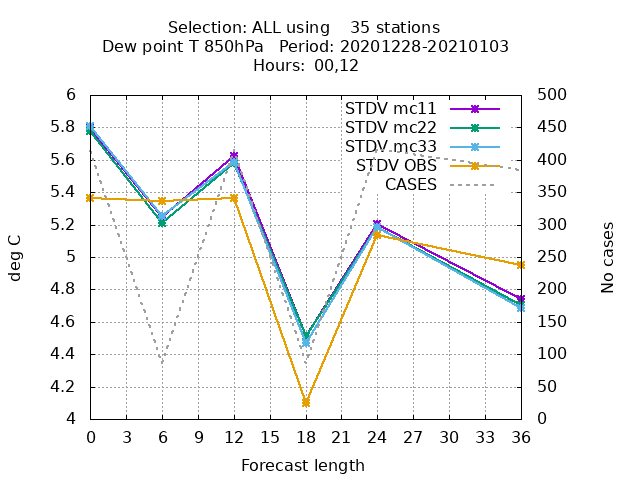 Selection: ALL using    35 stations
Dew point T 850hPa   Period: 20201228-20210103
Hours:  00,12
STDV mc11
STDV mc22
STDV mc33
STDV OBS
CASES
6
5.8
5.6
5.4
5.2
5
4.8
4.6
4.4
4.2
4
500
450
400
350
300
250
200
150
100
50
0
deg C
No cases
0 3 6 9 12 15 18 21 24 27 30 33 36
Forecast length